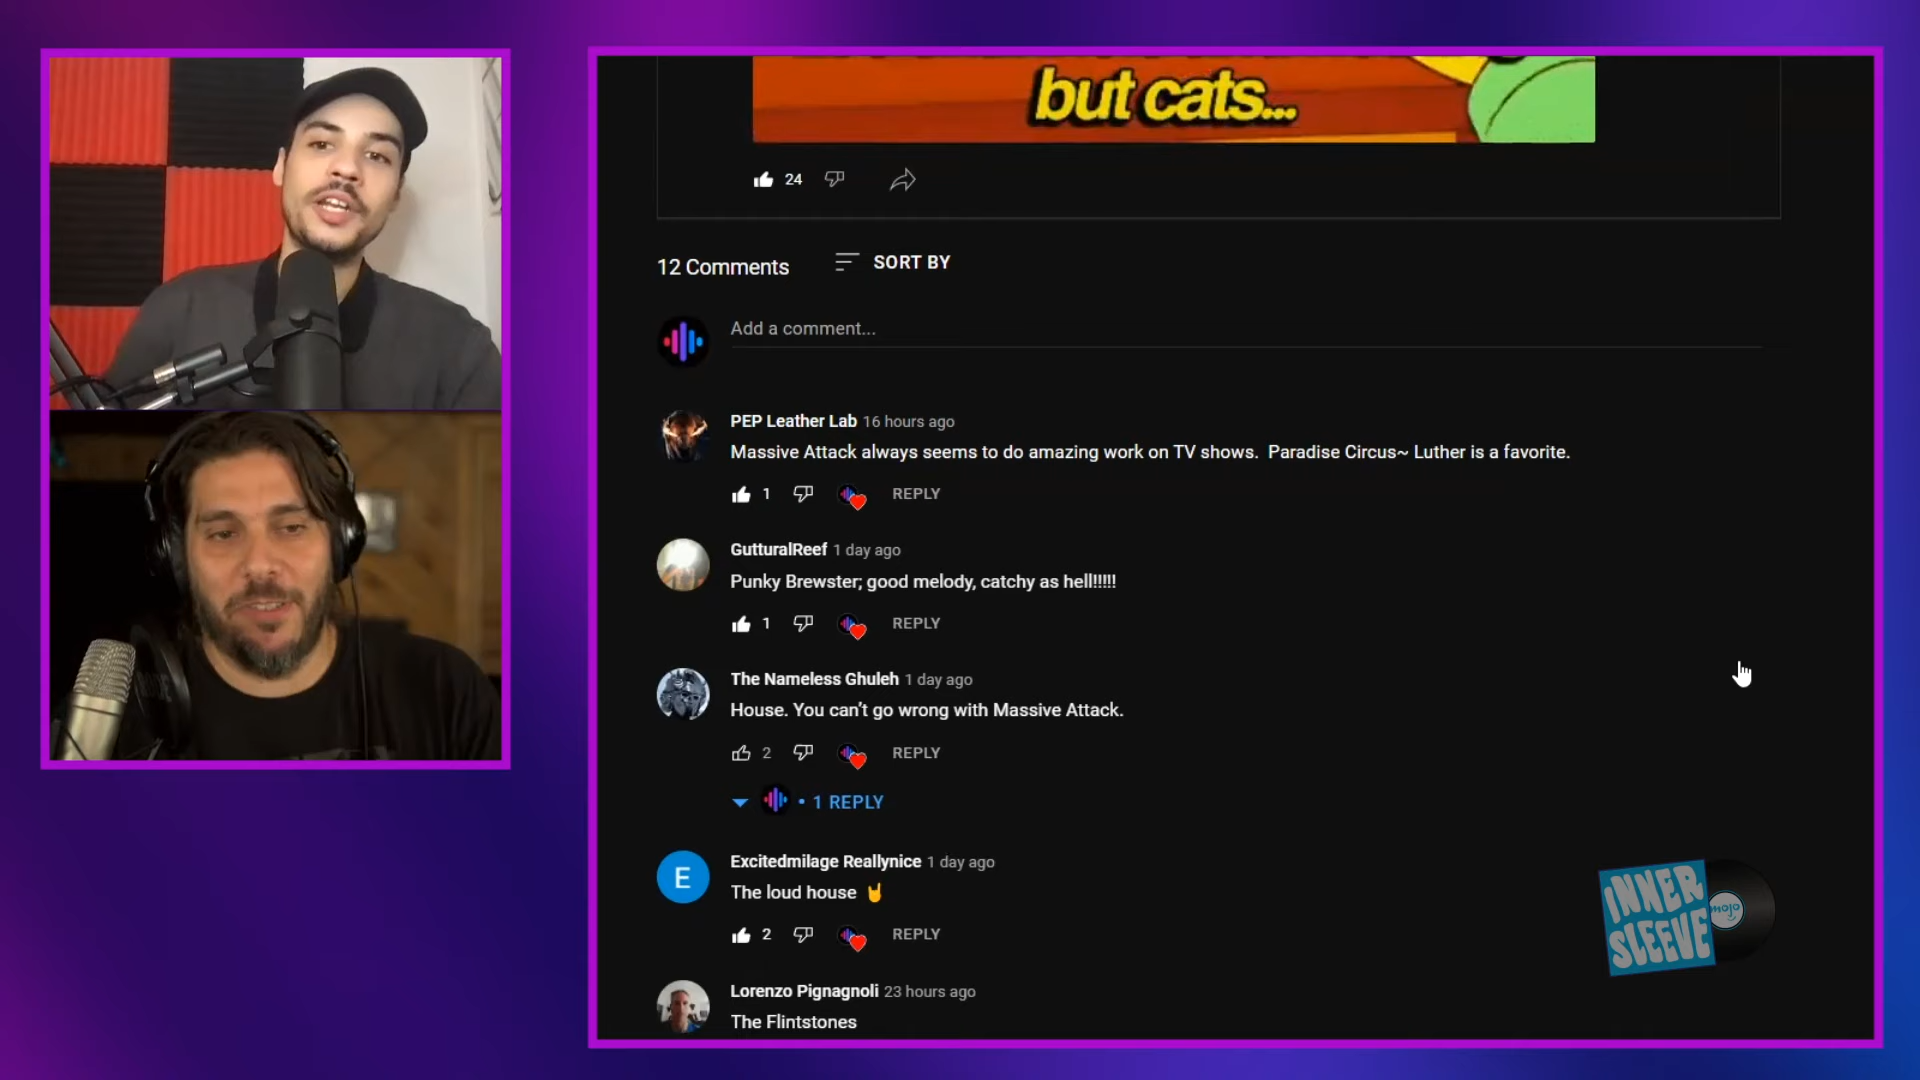 but cats...
24
12 Comments
SORT BY
Add a comment...
PEP Leather Lab 16 hours ago
Massive Attack always seems to do amazing work on TV shows.  Paradise Circus~ Luther is a favorite.
1 REPLY
GutturalReef 1 day ago
Punky Brewster; good melody, catchy as hell!!!!!
1 REPLY
The Nameless Ghuleh 1 day ago
House. You can’t go wrong with Massive Attack.
2 REPLY
• 1 REPLY
E
Excitedmilage Reallynice 1 day ago
The loud house 🤘
2 REPLY
Lorenzo Pignagnoli 23 hours ago
The Flintstones
INNER
SLEEVE
mojo